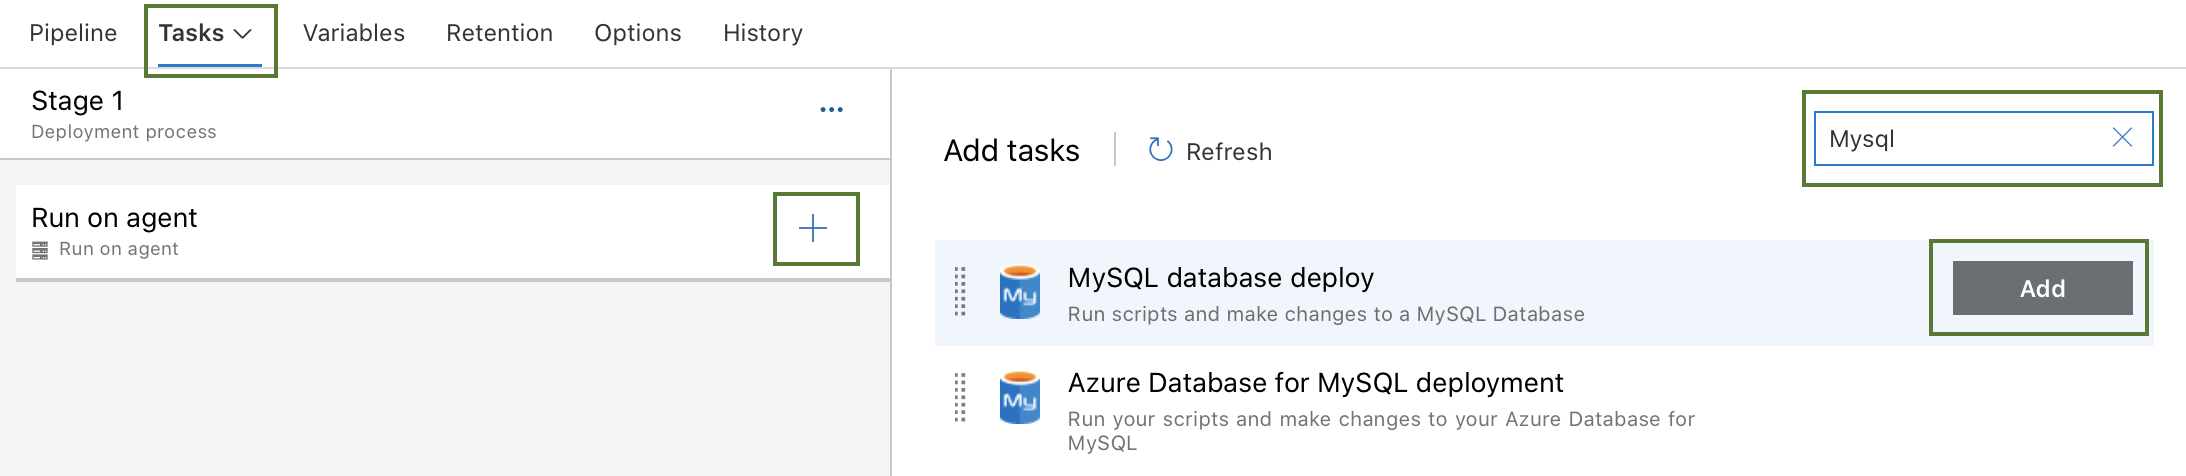 Pipeline Tasks Variables Retention Options History
Stage 1
Deployment process
Run on agent
Run on agent
Add tasks Refresh
Mysql
My
MySQL database deploy
Run scripts and make changes to a MySQL Database
Add
My
Azure Database for MySQL deployment
Run your scripts and make changes to your Azure Database for
MySQL